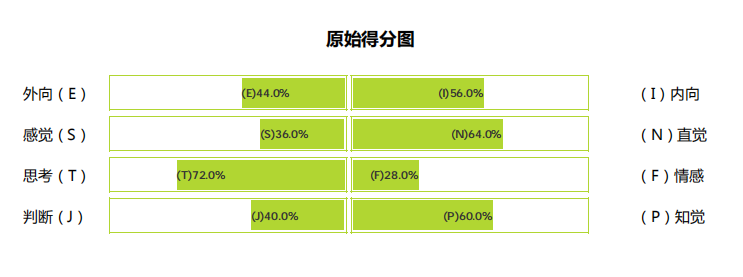 原始得分图
外向（E） (E)44.0% (I)56.0% （I）内向
感觉（S） (S)36.0% (N)64.0% （N）直觉
思考（T） (T)72.0% (F)28.0% （F）情感
判断（J） (J)40.0% (P)60.0% （P）知觉